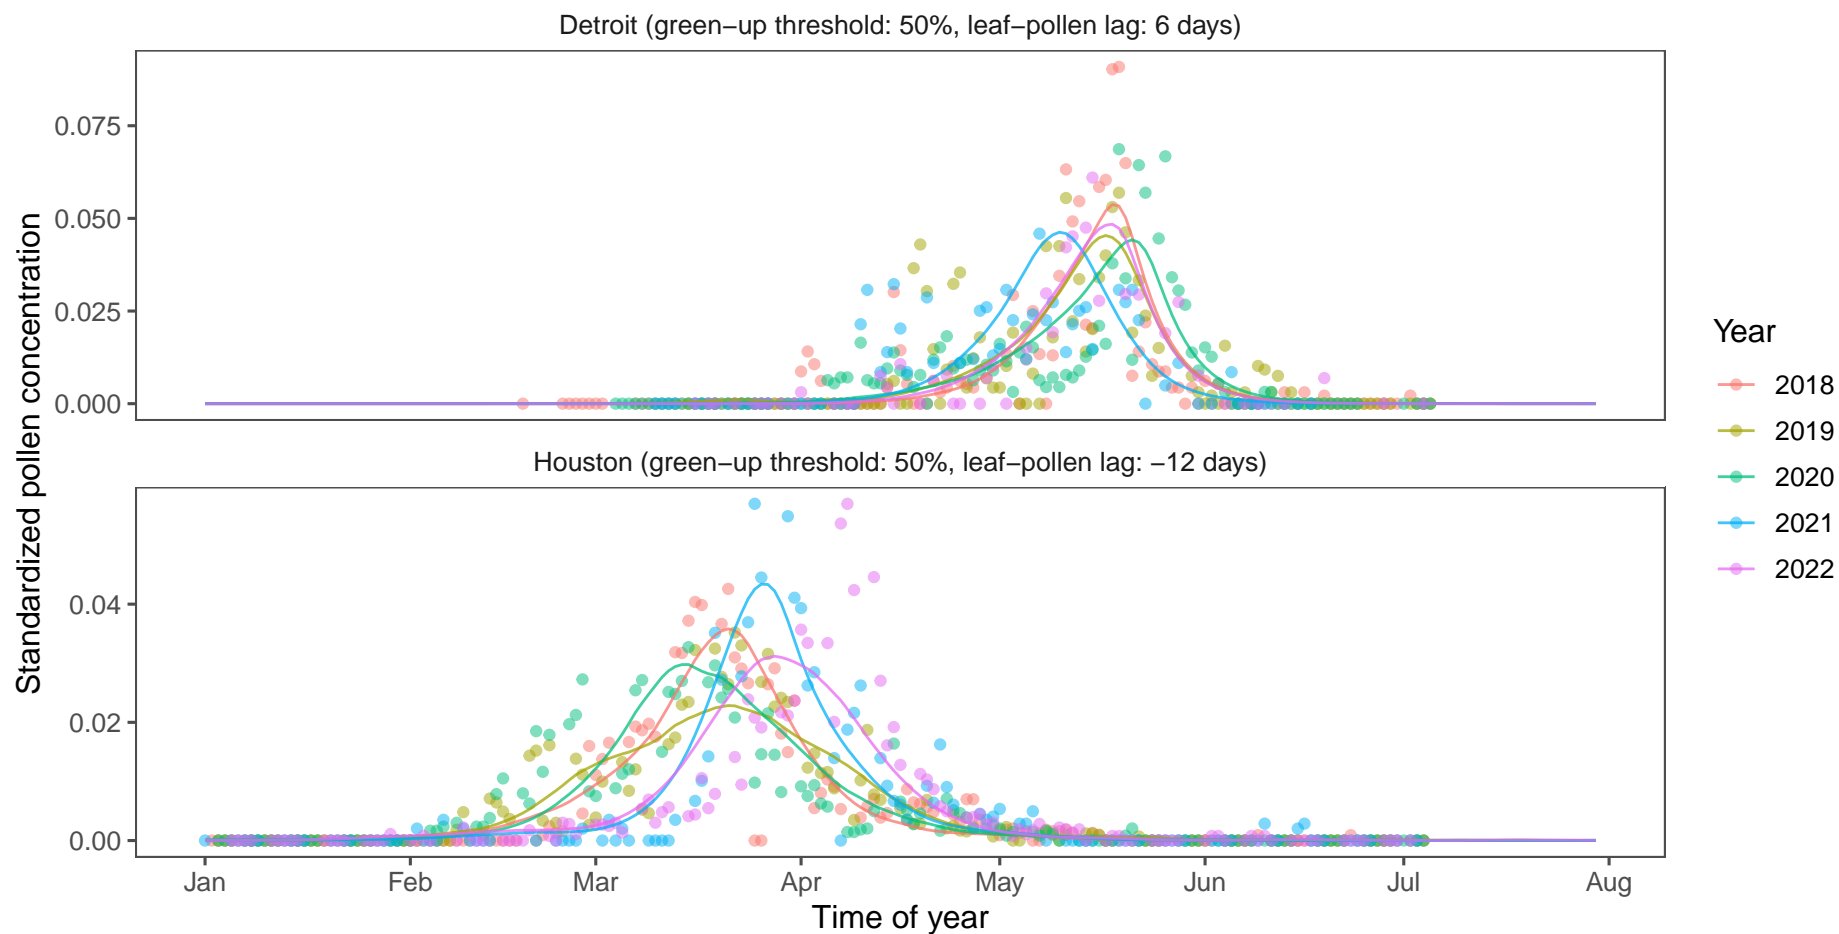 Detroit (green−up threshold: 50%, leaf−pollen lag: 6 days)
0.075
0.050
0.025
0.000
Standardized pollen concentration
Houston (green−up threshold: 50%, leaf−pollen lag: −12 days)
0.04
0.02
0.00
Jan Feb Mar Apr May Jun Jul Aug
Time of year
Year
2018
2019
2020
2021
2022